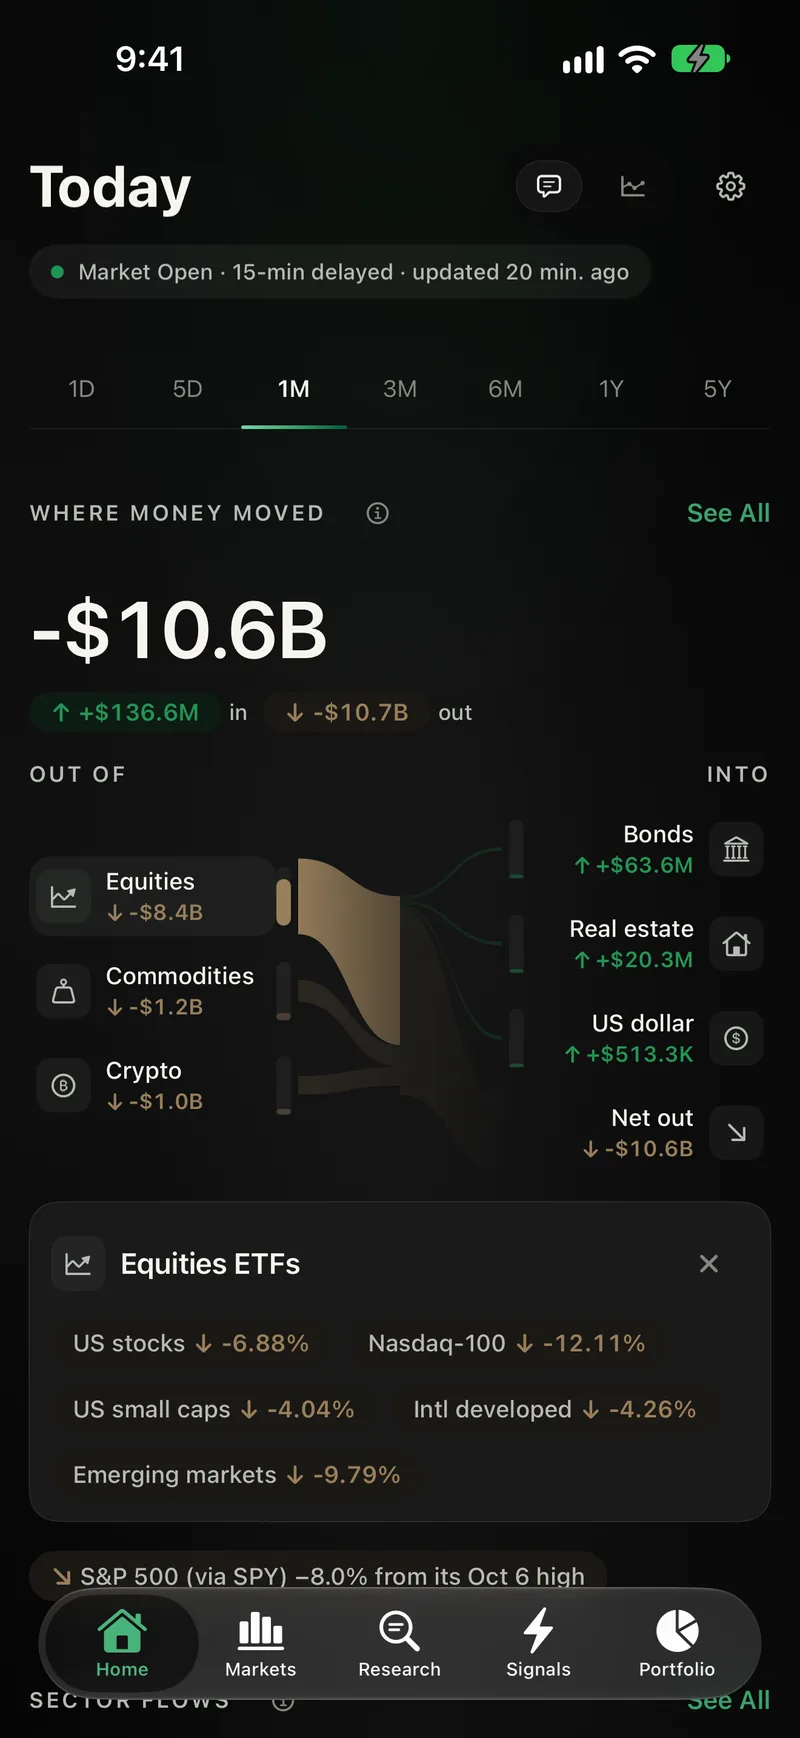 9:41
Today
Market Open · 15-min delayed · updated 20 min. ago
1D 5D 1M 3M 6M 1Y 5Y
WHERE MONEY MOVED See All
-$10.6B
↑ +$136.6M in ↓ -$10.7B out
OUT OF INTO
Equities
↓ -$8.4B
Commodities
↓ -$1.2B
Crypto
↓ -$1.0B
Bonds
↑ +$63.6M
Real estate
↑ +$20.3M
US dollar
↑ +$513.3K
Net out
↓ -$10.6B
Equities ETFs
US stocks ↓ -6.88% Nasdaq-100 ↓ -12.11%
US small caps ↓ -4.04% Intl developed ↓ -4.26%
Emerging markets ↓ -9.79%
↘ S&P 500 (via SPY) −8.0% from its Oct 6 high
Home Markets Research Signals Portfolio
SECTOR FLOWS See All